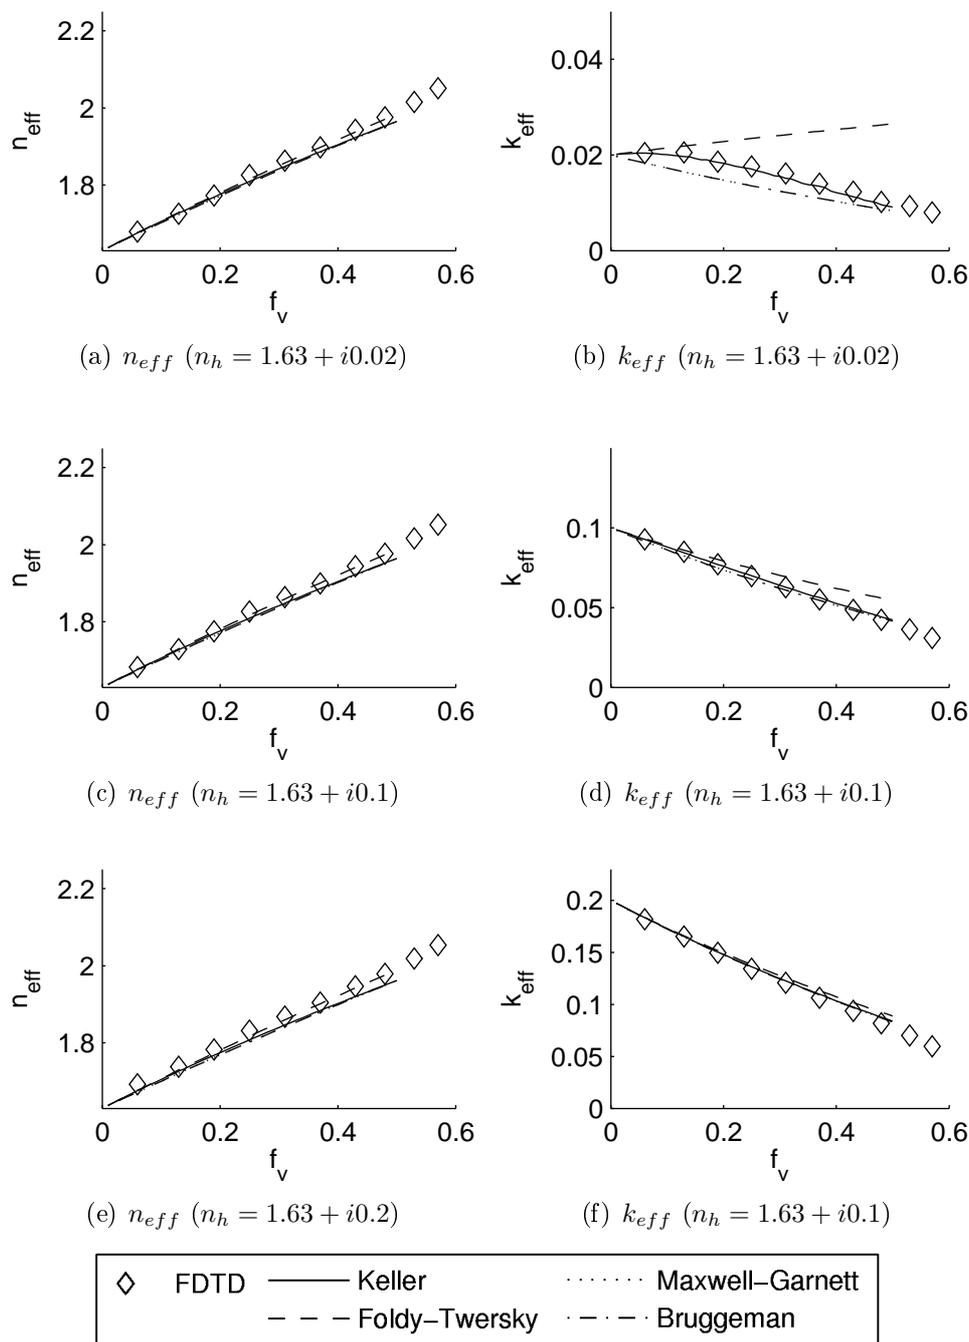 2.2
2
1.8
n_eff
0 0.2 0.4 0.6
f_v
(a) n_eff (n_h = 1.63 + i0.02)
0.04
0.02
0
k_eff
0 0.2 0.4 0.6
f_v
(b) k_eff (n_h = 1.63 + i0.02)
2.2
2
1.8
n_eff
0 0.2 0.4 0.6
f_v
(c) n_eff (n_h = 1.63 + i0.1)
0.1
0.05
0
k_eff
0 0.2 0.4 0.6
f_v
(d) k_eff (n_h = 1.63 + i0.1)
2.2
2
1.8
n_eff
0 0.2 0.4 0.6
f_v
(e) n_eff (n_h = 1.63 + i0.2)
0.2
0.15
0.1
0.05
0
k_eff
0 0.2 0.4 0.6
f_v
(f) k_eff (n_h = 1.63 + i0.1)
FDTD Keller Maxwell–Garnett
Foldy–Twersky Bruggeman